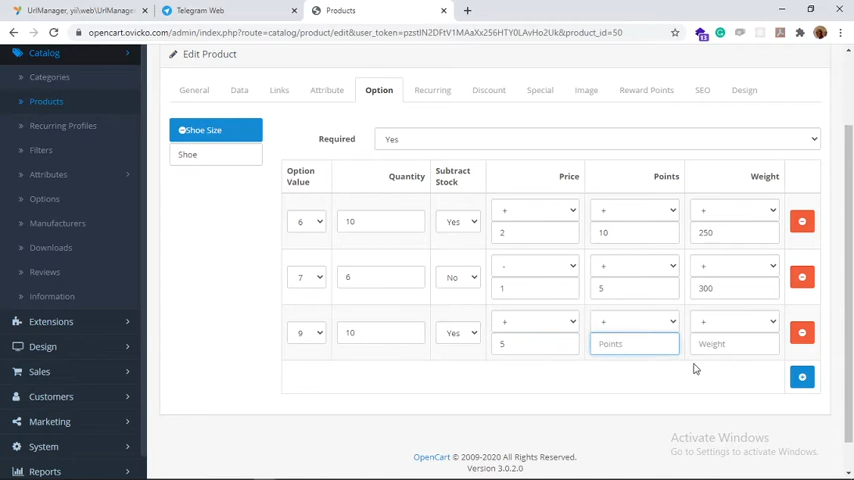 UrlManager, yii\web\UrlManager
Telegram Web
Products
opencart.ovicko.com/admin/index.php?route=catalog/product/edit&user_token=pzstIN2DFtV1MAaXx256HTY0LAvHo2Uk&product_id=50
Catalog
Categories
Products
Recurring Profiles
Filters
Attributes
Options
Manufacturers
Downloads
Reviews
Information
Extensions
Design
Sales
Customers
Marketing
System
Reports
Edit Product
General Data Links Attribute Option Recurring Discount Special Image Reward Points SEO Design
Shoe Size
Shoe
Required Yes
Option Value Quantity Subtract Stock Price Points Weight
+ + +
6 10 Yes
2 10 250
- + +
7 6 No
1 5 300
+ + +
9 10 Yes
5 Points Weight
Activate Windows
Go to Settings to activate Windows.
OpenCart © 2009-2020 All Rights Reserved.
Version 3.0.2.0